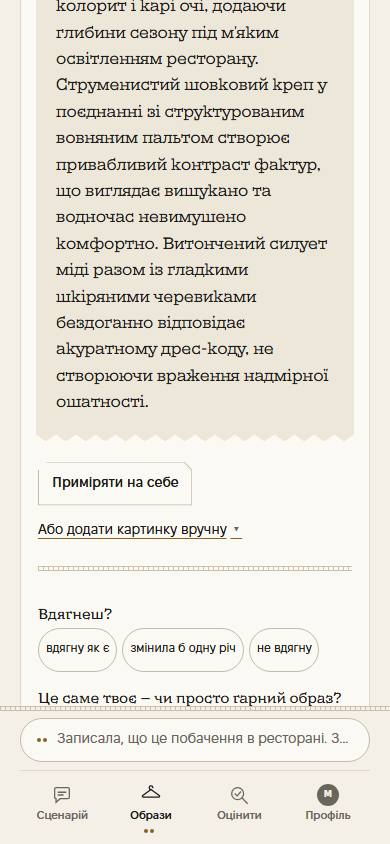 колорит і карі очі, додаючи
глибини сезону під м'яким
освітленням ресторану.
Струменистий шовковий креп у
поєднанні зі структурованим
вовняним пальтом створює
привабливий контраст фактур,
що виглядає вишукано та
водночас невимушено
комфортно. Витончений силует
міді разом із гладкими
шкіряними черевиками
бездоганно відповідає
акуратному дрес-коду, не
створюючи враження надмірної
ошатності.
Приміряти на себе
Або додати картинку вручну ▼
Вдягнеш?
вдягну як є
змінила б одну річ
не вдягну
Це саме твоє — чи просто гарний образ?
Записала, що це побачення в ресторані. З...
Сценарій
Образи
Оцінити
М
Профіль